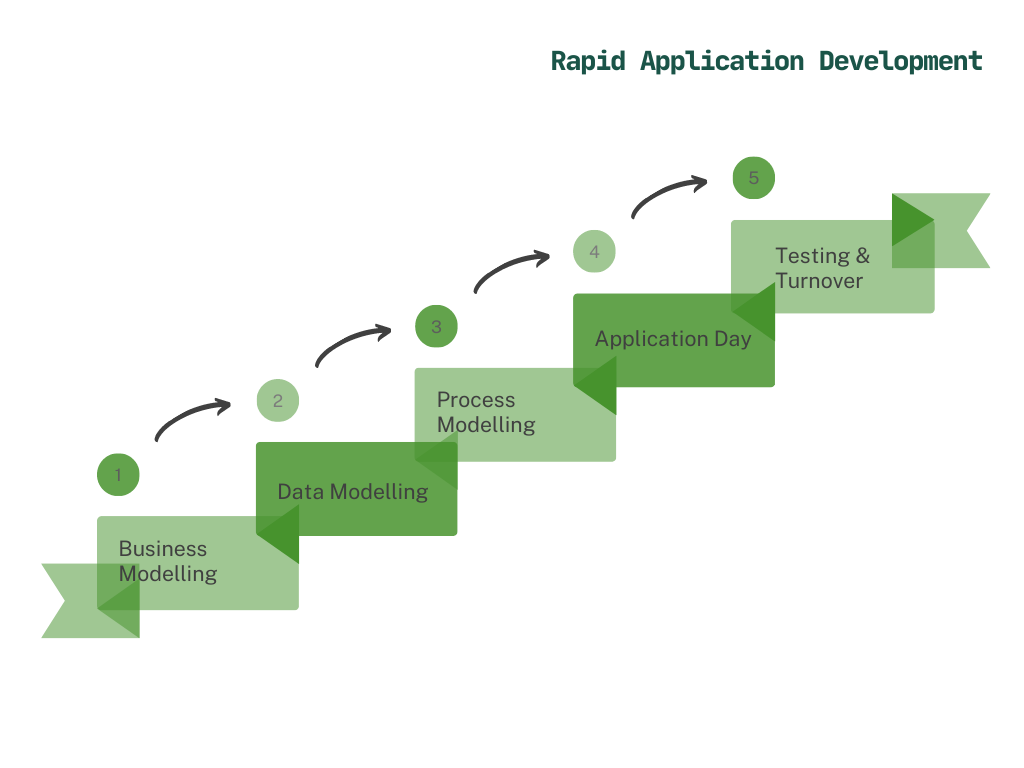 Rapid Application Development
1
Business
Modelling
2
Data Modelling
3
Process
Modelling
4
Application Day
5
Testing &
Turnover